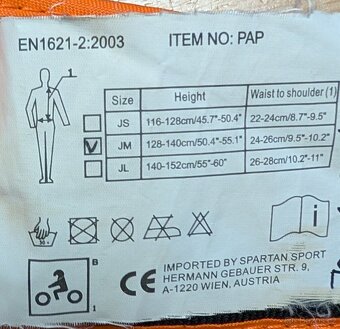 EN1621-2:2003 ITEM NO: PAP
1
Size Height Waist to shoulder (1)
JS 116-128cm/45.7"-50.4" 22-24cm/8.7"-9.5"
JM 128-140cm/50.4"-55.1" 24-26cm/9.5"-10.2"
JL 140-152cm/55"-60" 26-28cm/10.2"-11"
30
i
B
1
CE IMPORTED BY SPARTAN SPORT
HERMANN GEBAUER STR. 9,
A-1220 WIEN, AUSTRIA